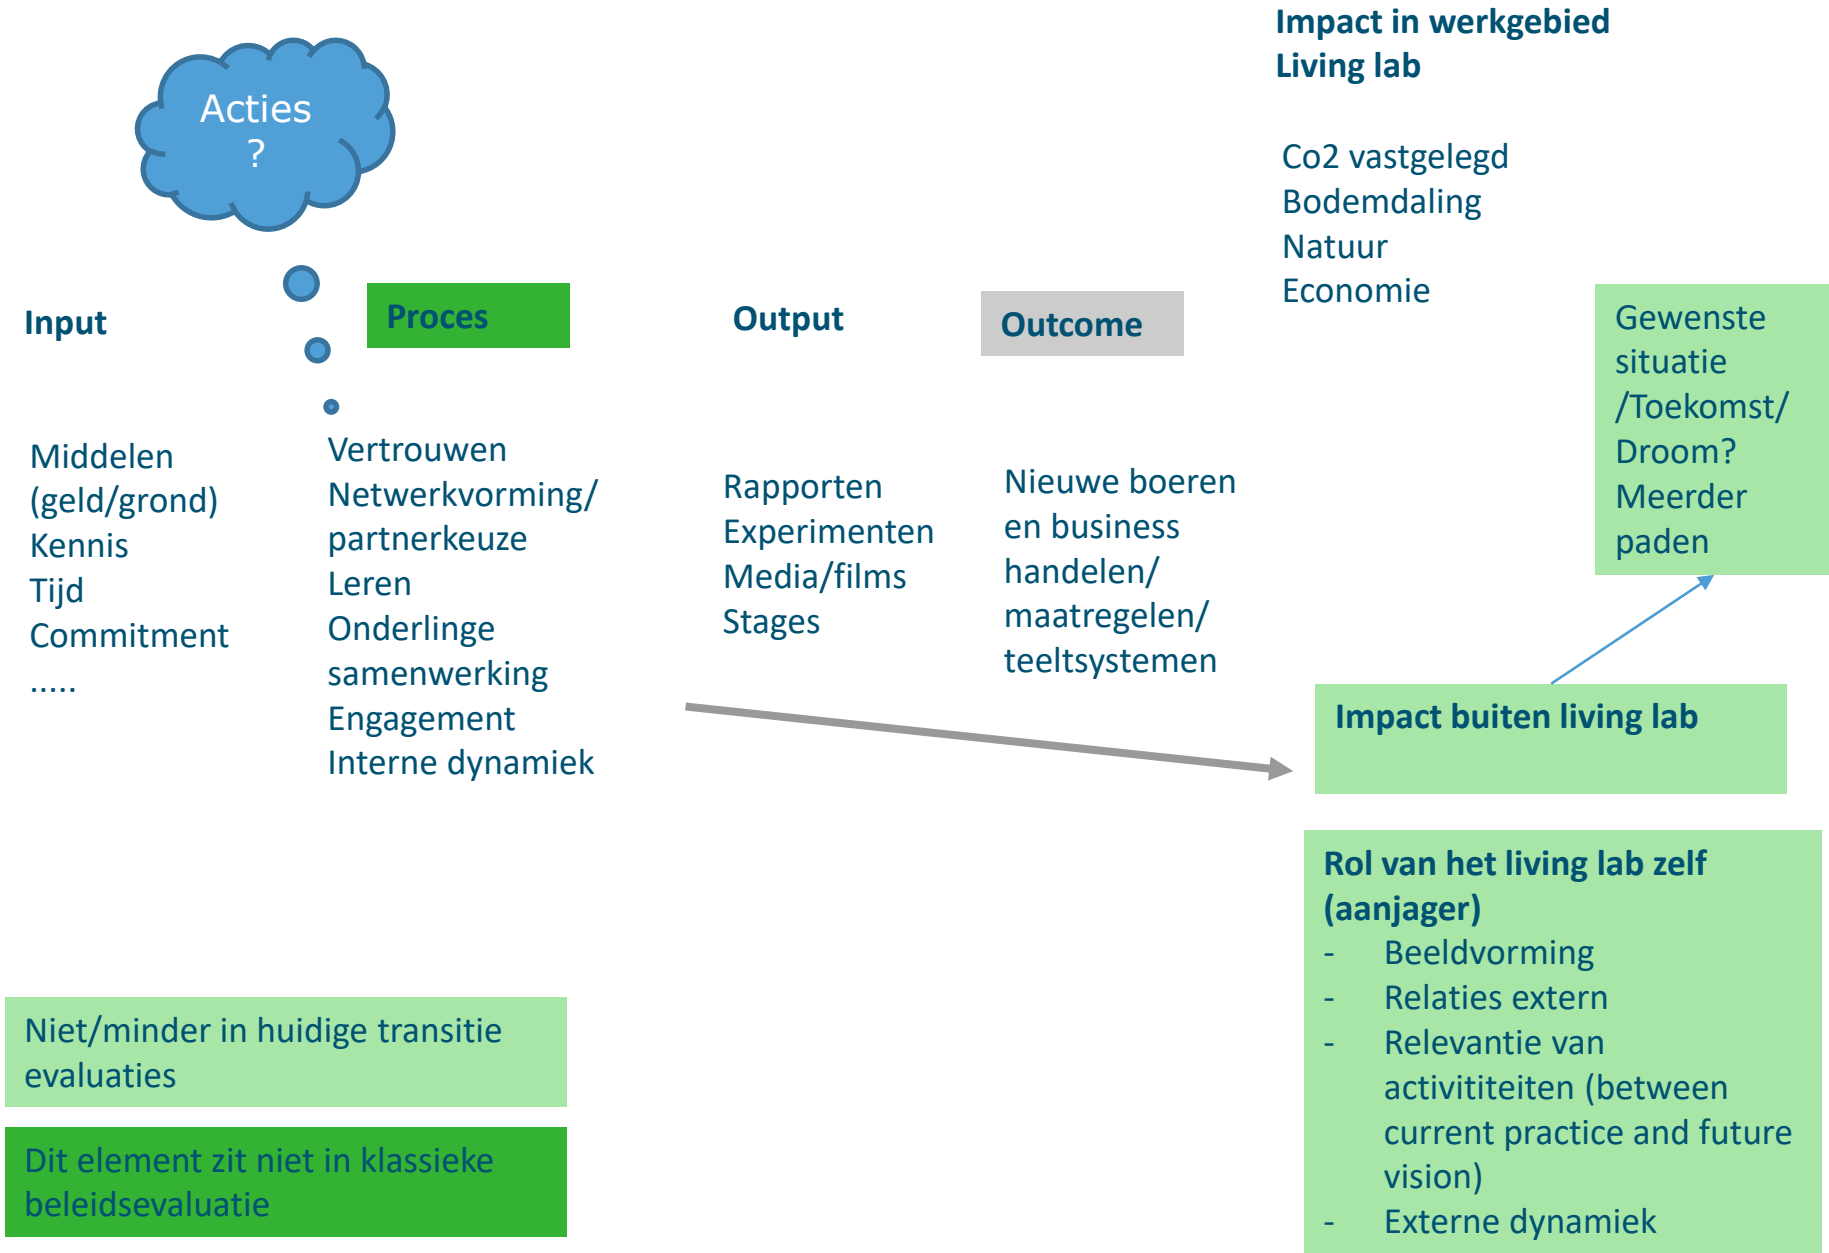 Impact in werkgebied
Living lab
Acties
?
Co2 vastgelegd
Bodemdaling
Natuur
Economie
Input
Proces
Output
Outcome
Gewenste
situatie
/Toekomst/
Droom?
Meerder
paden
Middelen
(geld/grond)
Kennis
Tijd
Commitment
.....
Vertrouwen
Netwerkvorming/
partnerkeuze
Leren
Onderlinge
samenwerking
Engagement
Interne dynamiek
Rapporten
Experimenten
Media/films
Stages
Nieuwe boeren
en business
handelen/
maatregelen/
teeltsystemen
Impact buiten living lab
Rol van het living lab zelf
(aanjager)
- Beeldvorming
- Relaties extern
- Relevantie van
activititeiten (between
current practice and future
vision)
- Externe dynamiek
Niet/minder in huidige transitie
evaluaties
Dit element zit niet in klassieke
beleidsevaluatie